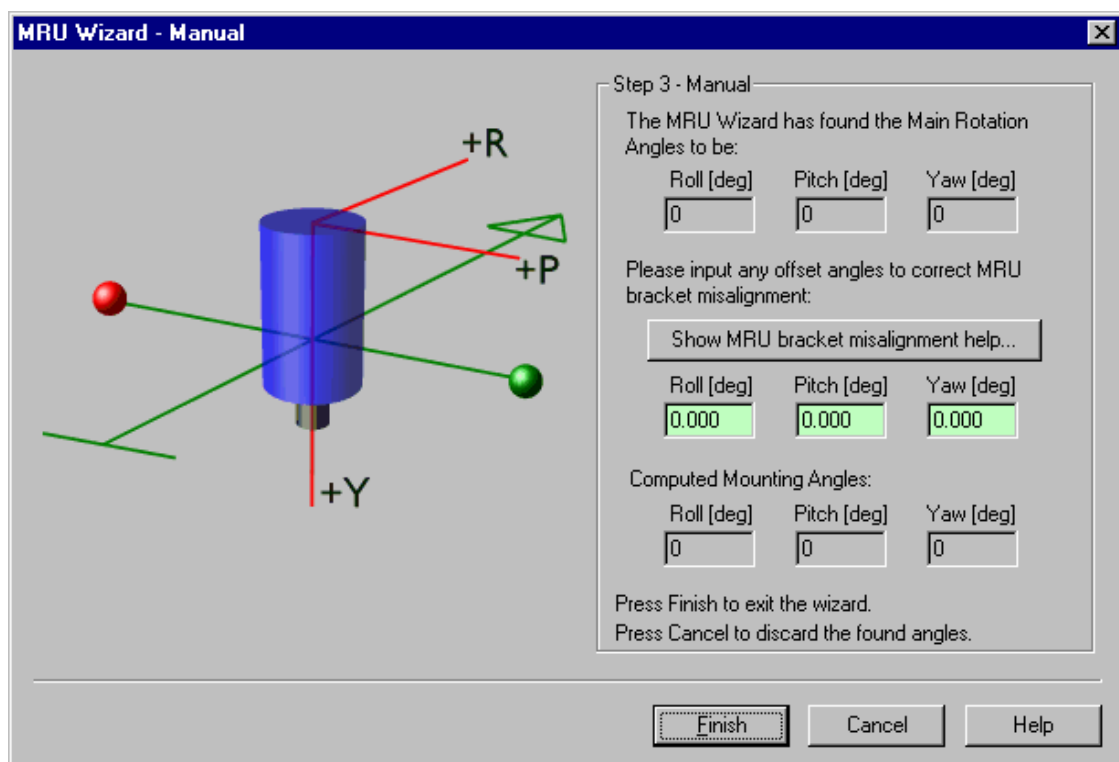 MRU Wizard - Manual
+R
+P
+Y
Step 3 - Manual
The MRU Wizard has found the Main Rotation
Angles to be:
Roll [deg] Pitch [deg] Yaw [deg]
0 0 0
Please input any offset angles to correct MRU
bracket misalignment:
Show MRU bracket misalignment help...
Roll [deg] Pitch [deg] Yaw [deg]
0.000 0.000 0.000
Computed Mounting Angles:
Roll [deg] Pitch [deg] Yaw [deg]
0 0 0
Press Finish to exit the wizard.
Press Cancel to discard the found angles.
Finish Cancel Help